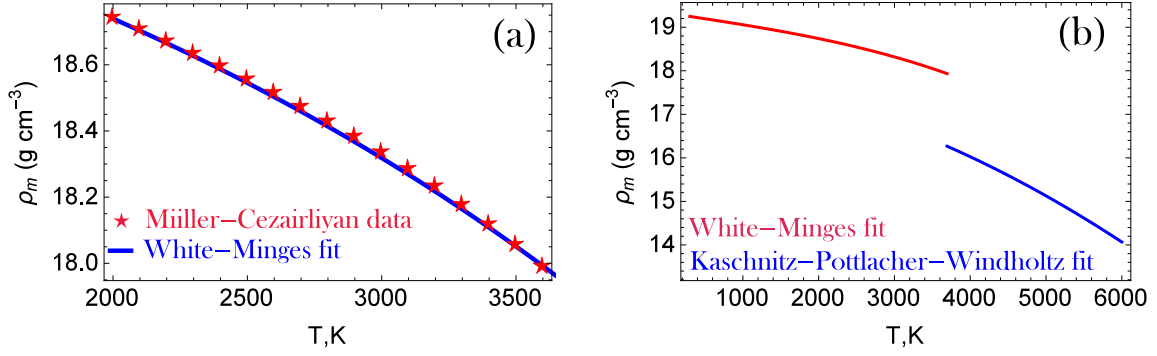 (a)
18.6
18.4
18.2
18.0
ρm (g cm−3)
Miiller−Cezairliyan data
White−Minges fit
2000
2500
3000
3500
T,K
(b)
19
18
17
16
15
14
ρm (g cm−3)
White−Minges fit
Kaschnitz−Pottlacher−Windholtz fit
1000
2000
3000
4000
5000
6000
T,K